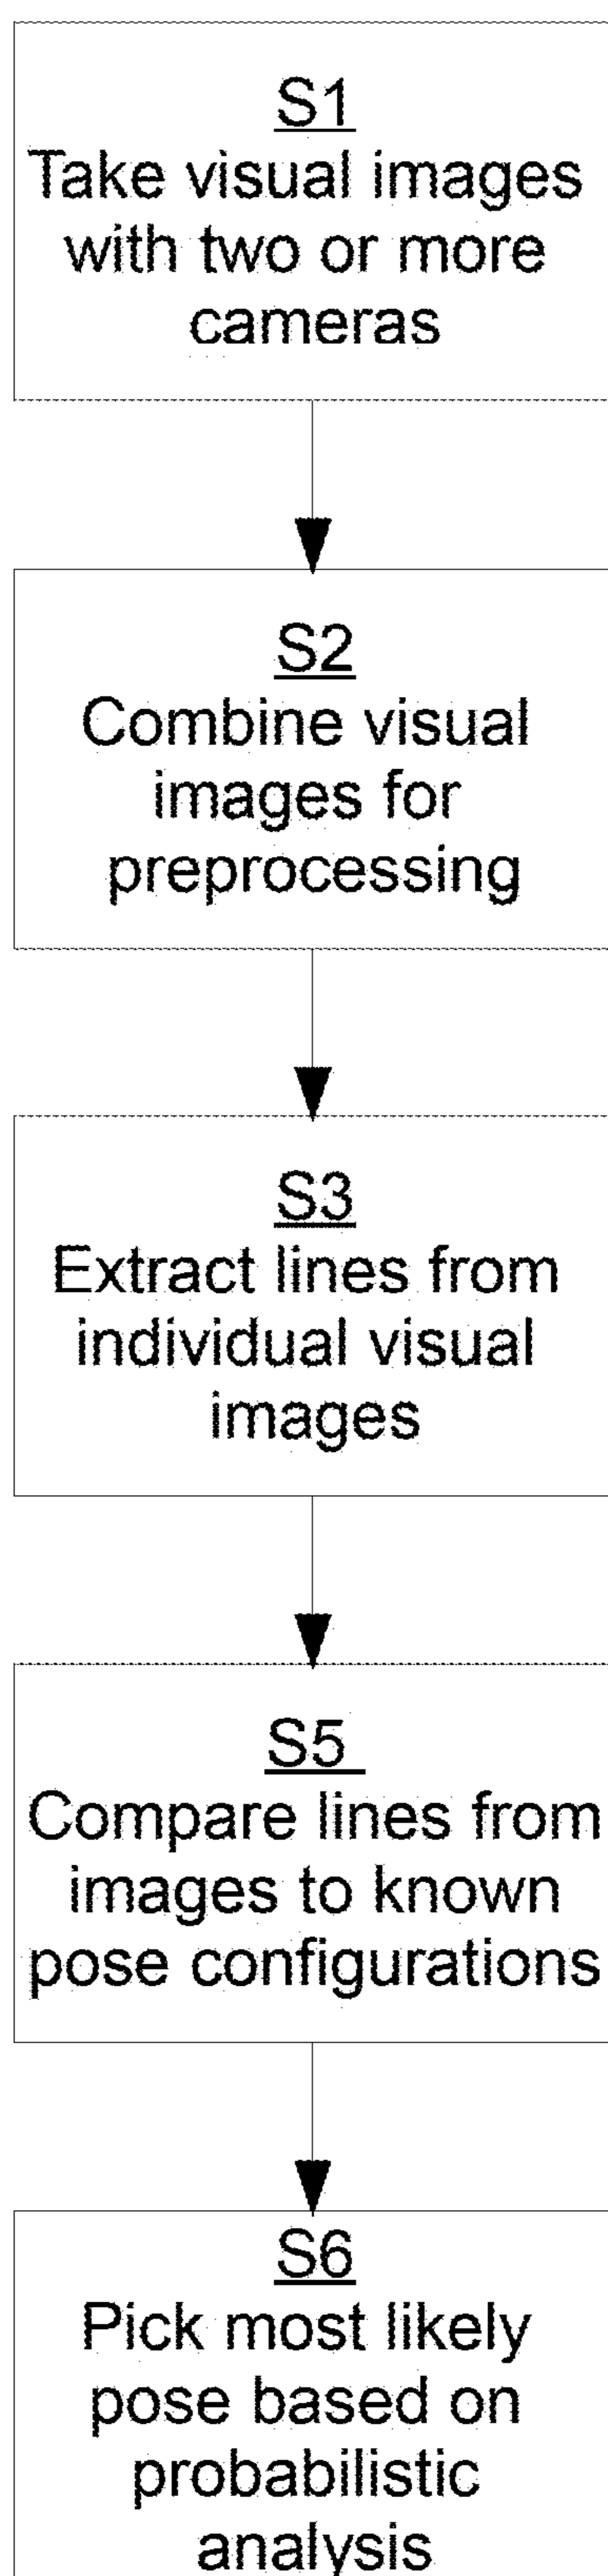 S1
Take visual images
with two or more
cameras
S2
Combine visual
images for
preprocessing
S3
Extract lines from
individual visual
images
S5
Compare lines from
images to known
pose configurations
S6
Pick most likely
pose based on
probabilistic
analysis